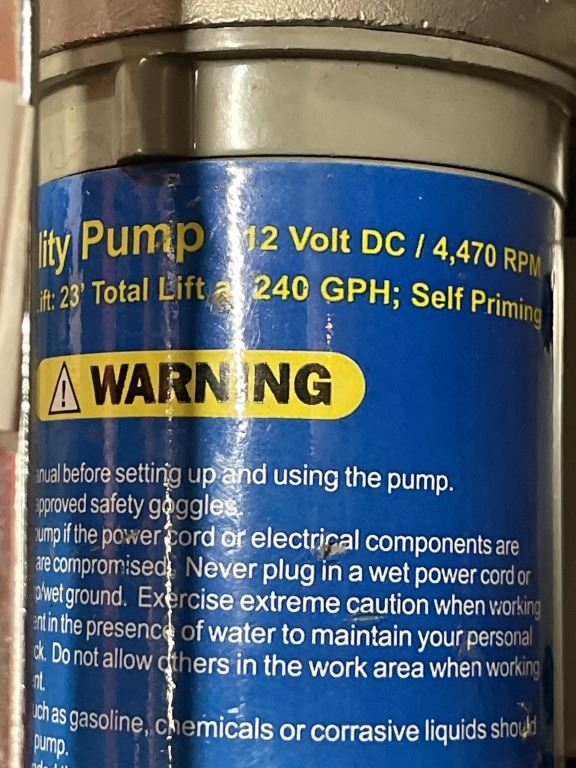 lity Pump 12 Volt DC / 4,470 RPM
ift: 23' Total Lift a 240 GPH; Self Priming
WARNING
anual before setting up and using the pump.
approved safety goggles.
ump if the power cord or electrical components are
are compromised. Never plug in a wet power cord or
p/wet ground. Exercise extreme caution when working
ent in the presence of water to maintain your personal
ck. Do not allow others in the work area when working
nt.
uch as gasoline, chemicals or corrasive liquids should
pump.